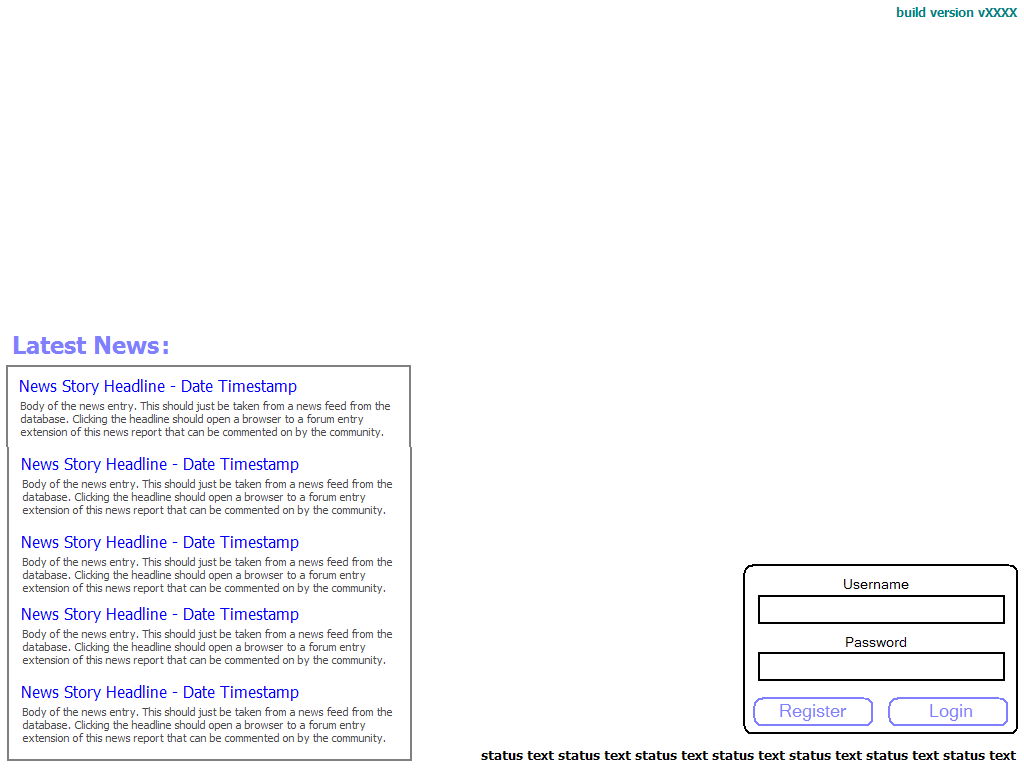 build version vXXXX
Latest News:
News Story Headline - Date Timestamp
Body of the news entry. This should just be taken from a news feed from the
database. Clicking the headline should open a browser to a forum entry
extension of this news report that can be commented on by the community.
News Story Headline - Date Timestamp
Body of the news entry. This should just be taken from a news feed from the
database. Clicking the headline should open a browser to a forum entry
extension of this news report that can be commented on by the community.
News Story Headline - Date Timestamp
Body of the news entry. This should just be taken from a news feed from the
database. Clicking the headline should open a browser to a forum entry
extension of this news report that can be commented on by the community.
News Story Headline - Date Timestamp
Body of the news entry. This should just be taken from a news feed from the
database. Clicking the headline should open a browser to a forum entry
extension of this news report that can be commented on by the community.
News Story Headline - Date Timestamp
Body of the news entry. This should just be taken from a news feed from the
database. Clicking the headline should open a browser to a forum entry
extension of this news report that can be commented on by the community.
Username
Password
Register Login
status text status text status text status text status text status text status text